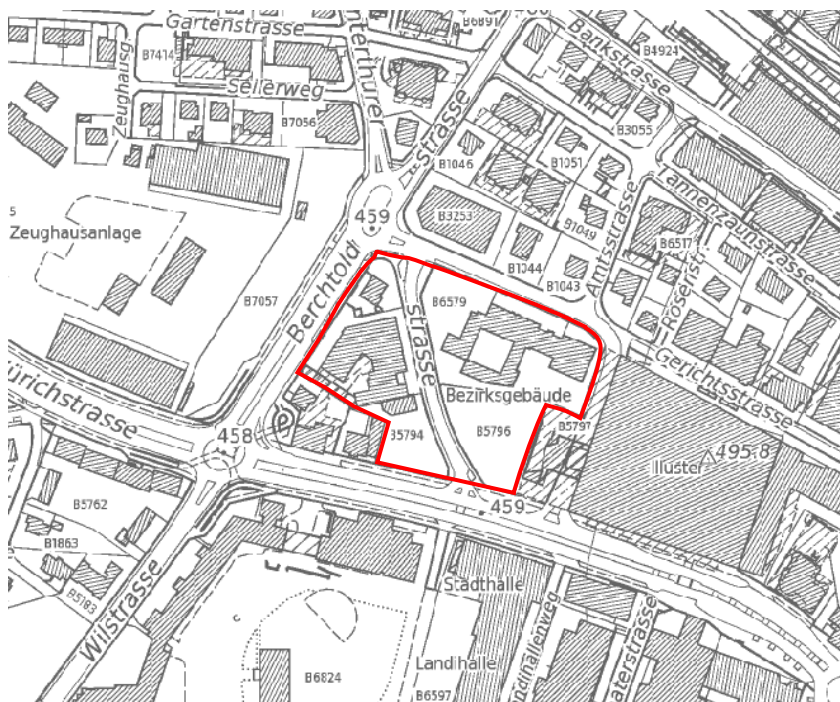 B6891
Gartenstrasse
B7414
Zeughausg.
Seilerweg
B7056
strasse
Bankstrasse
B4924
B3055
B1051
B1046
Tannenzaunstrasse
B3253
B1049
Amtsstrasse
B6517
Rosenstr.
5
Zeughausanlage
459
B1044
B1043
B7057
Berchtold
B6579
strasse
Gerichtsstrasse
Bezirksgebäude
B5796
B5797
B5794
458
495.8
Illuster
459
B5762
B1863
B5183
Wilstrasse
Stadthalle
Landihalle
B6824
B6597